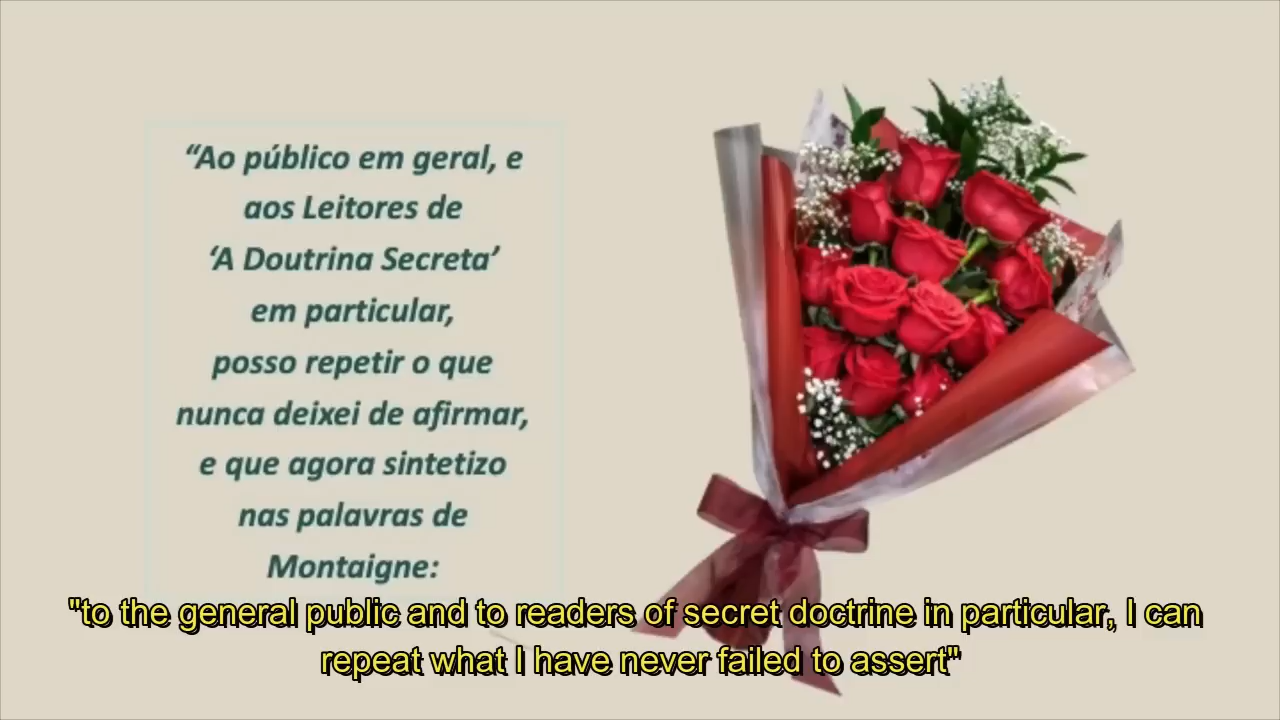 “Ao público em geral, e
aos Leitores de
‘A Doutrina Secreta’
em particular,
posso repetir o que
nunca deixei de afirmar,
e que agora sintetizo
nas palavras de
Montaigne:
"to the general public and to readers of secret doctrine in particular, I can
repeat what I have never failed to assert"